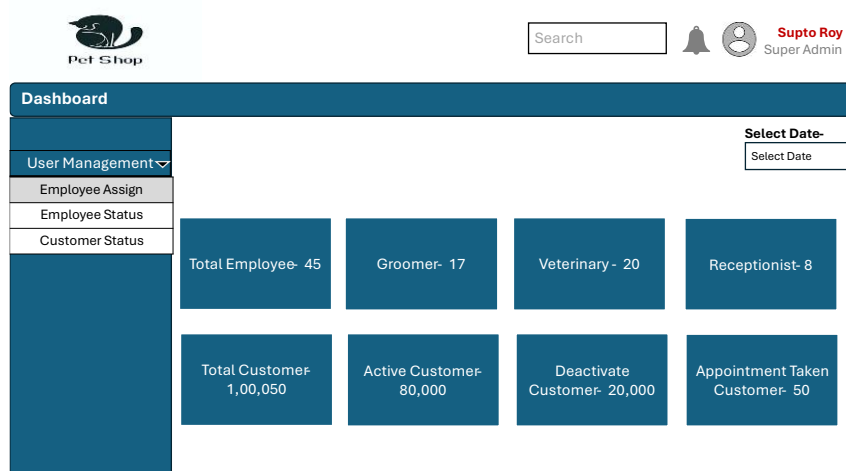 Pet Shop
Search
Supto Roy
Super Admin
Dashboard
Select Date-
Select Date
User Management
Employee Assign
Employee Status
Customer Status
Total Employee- 45
Groomer- 17
Veterinary - 20
Receptionist- 8
Total Customer-
1,00,050
Active Customer-
80,000
Deactivate
Customer- 20,000
Appointment Taken
Customer- 50